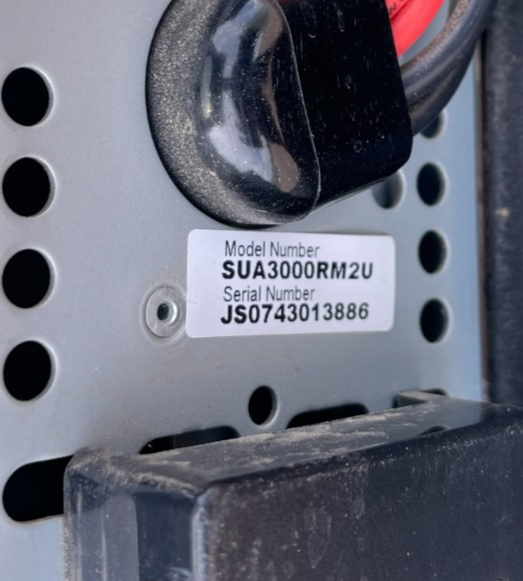 Model Number
SUA3000RM2U
Serial Number
JS0743013886